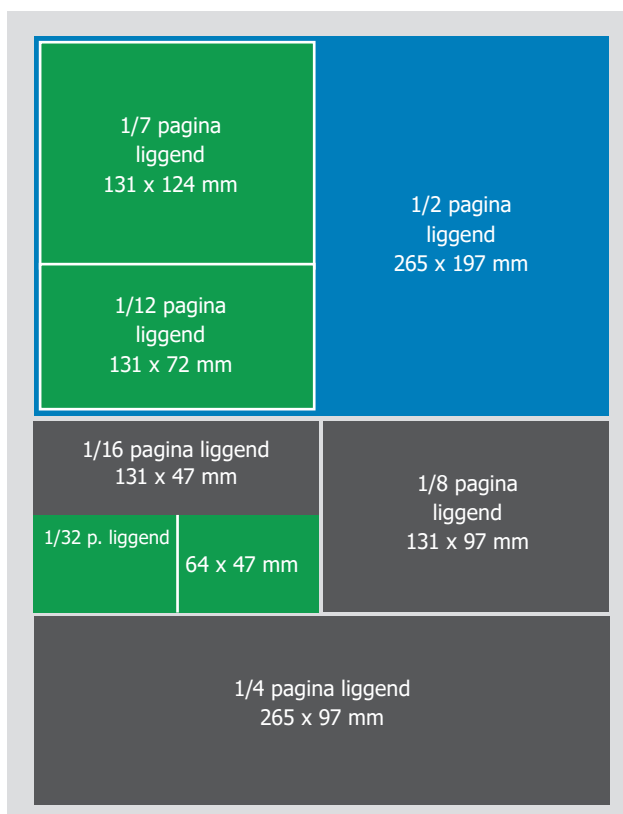 1/7 pagina
liggend
131 x 124 mm
1/2 pagina
liggend
265 x 197 mm
1/12 pagina
liggend
131 x 72 mm
1/16 pagina liggend
131 x 47 mm
1/8 pagina
liggend
131 x 97 mm
1/32 p. liggend
64 x 47 mm
1/4 pagina liggend
265 x 97 mm